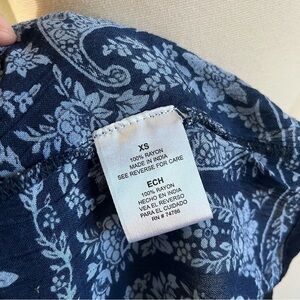 XS
100% RAYON
MADE IN INDIA
SEE REVERSE FOR CARE
ECH
100% RAYON
HECHO EN INDIA
VEA EL REVERSO
PARA EL CUIDADO
RN # 74786